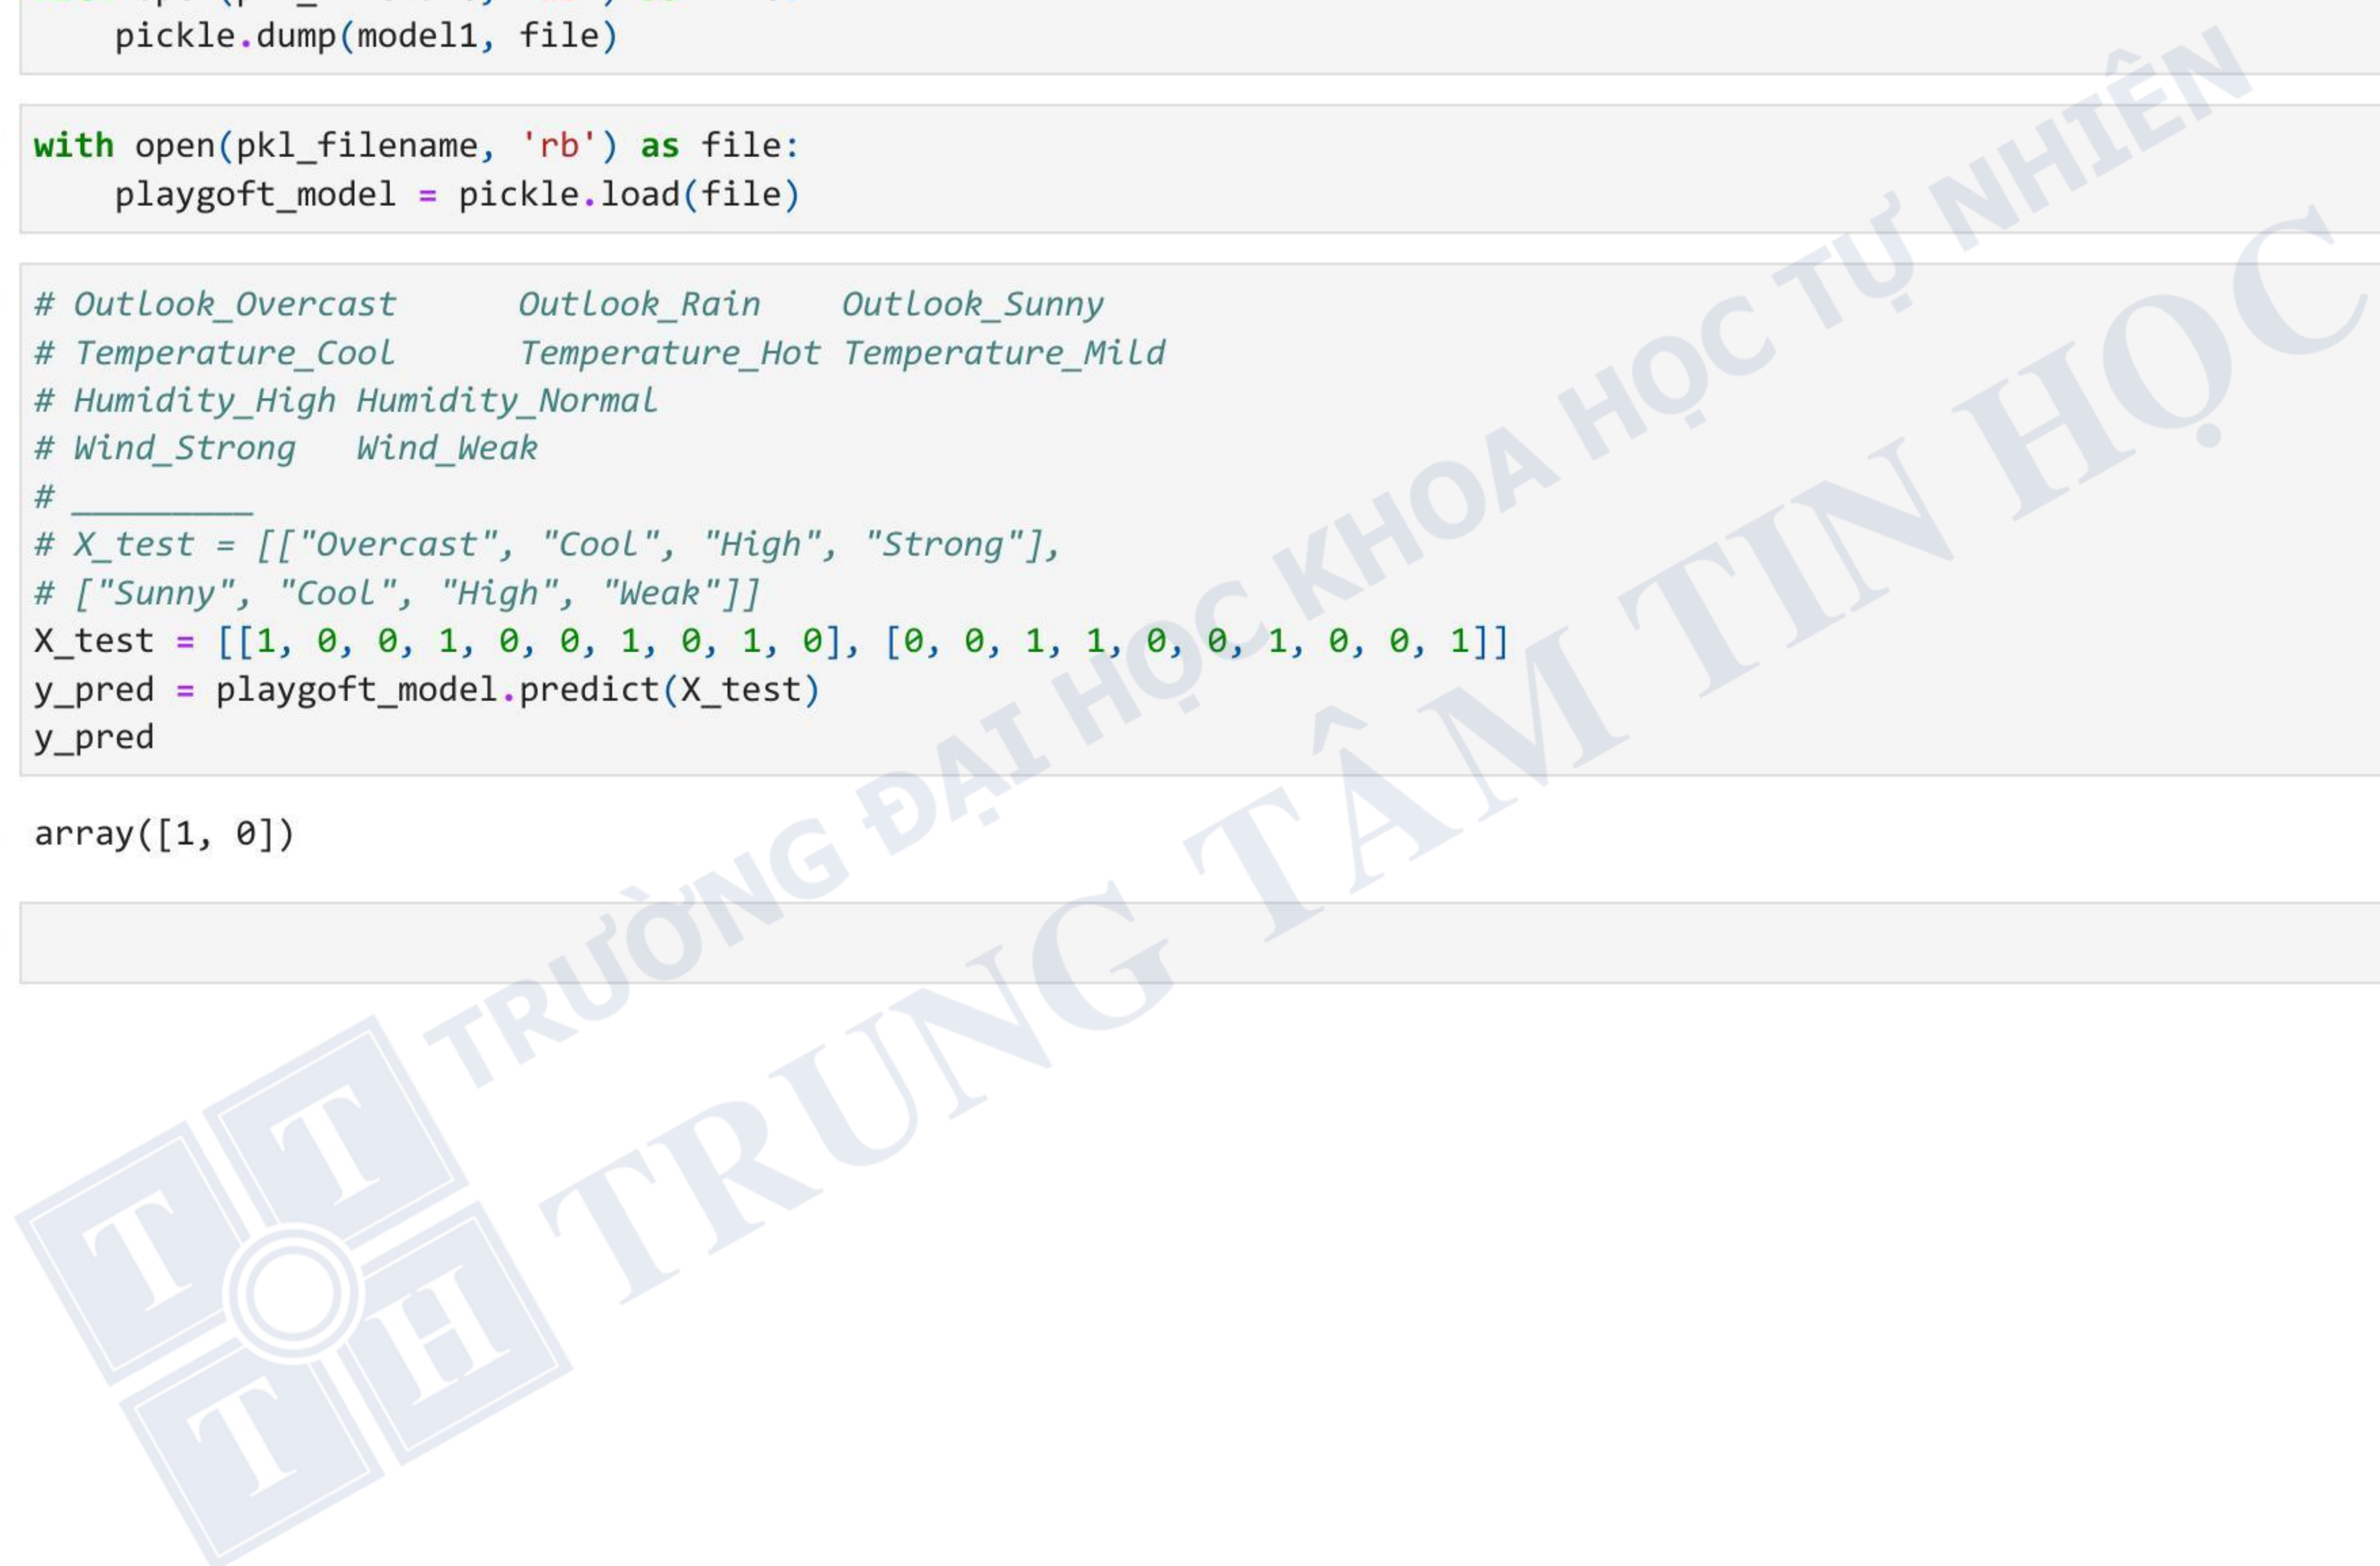 pickle.dump(model1, file)
with open(pkl_filename, 'rb') as file:
    playgoft_model = pickle.load(file)
# Outlook_Overcast      Outlook_Rain    Outlook_Sunny
# Temperature_Cool      Temperature_Hot Temperature_Mild
# Humidity_High Humidity_Normal
# Wind_Strong   Wind_Weak
# _________
# X_test = [["Overcast", "Cool", "High", "Strong"],
# ["Sunny", "Cool", "High", "Weak"]]
X_test = [[1, 0, 0, 1, 0, 0, 1, 0, 1, 0], [0, 0, 1, 1, 0, 0, 1, 0, 0, 1]]
y_pred = playgoft_model.predict(X_test)
y_pred
array([1, 0])
TRƯỜNG ĐẠI HỌC KHOA HỌC TỰ NHIÊN
TRUNG TÂM TIN HỌC
T T
T H